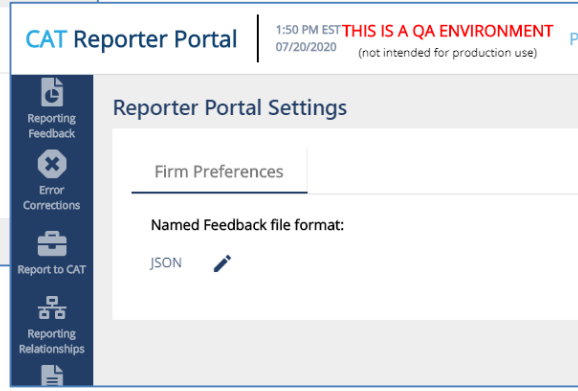 CAT Reporter Portal
1:50 PM EST
07/20/2020
THIS IS A QA ENVIRONMENT
(not intended for production use)
P
Reporting
Feedback
Error
Corrections
Report to CAT
Reporting
Relationships
Reporter Portal Settings
Firm Preferences
Named Feedback file format:
JSON